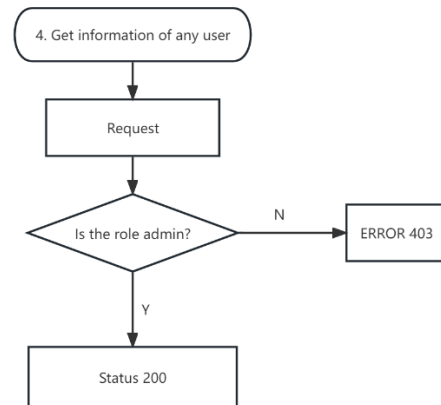 4. Get information of any user
Request
Is the role admin?
N
ERROR 403
Y
Status 200